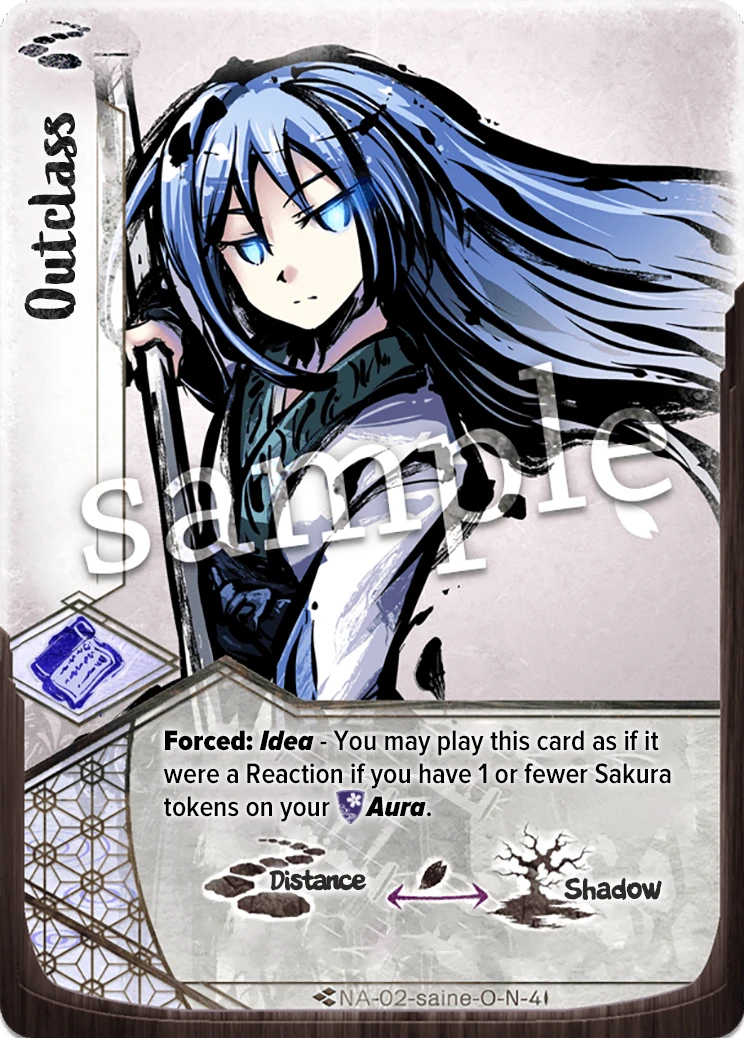 Outclass
sample
Forced: Idea - You may play this card as if it
were a Reaction if you have 1 or fewer Sakura
tokens on your Aura.
Distance
Shadow
NA-02-saine-O-N-4